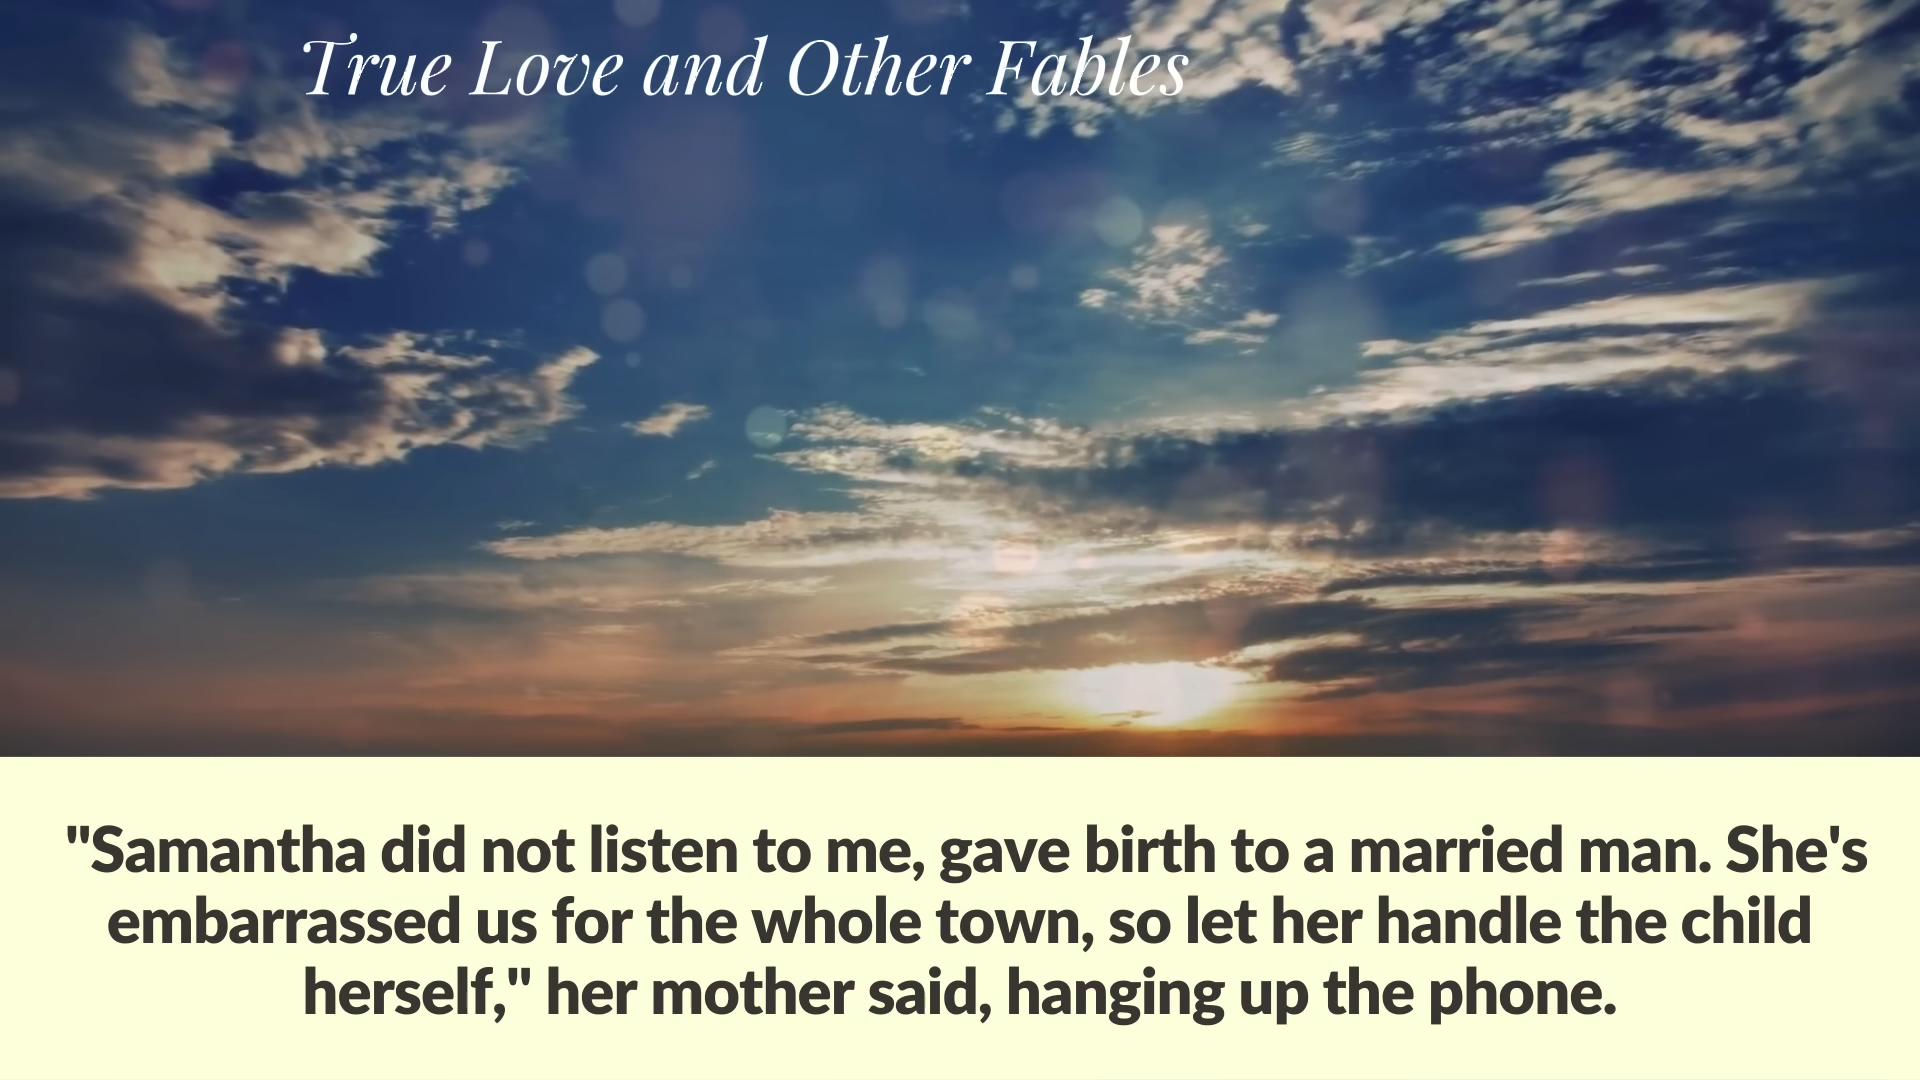 True Love and Other Fables
"Samantha did not listen to me, gave birth to a married man. She's
embarrassed us for the whole town, so let her handle the child
herself," her mother said, hanging up the phone.